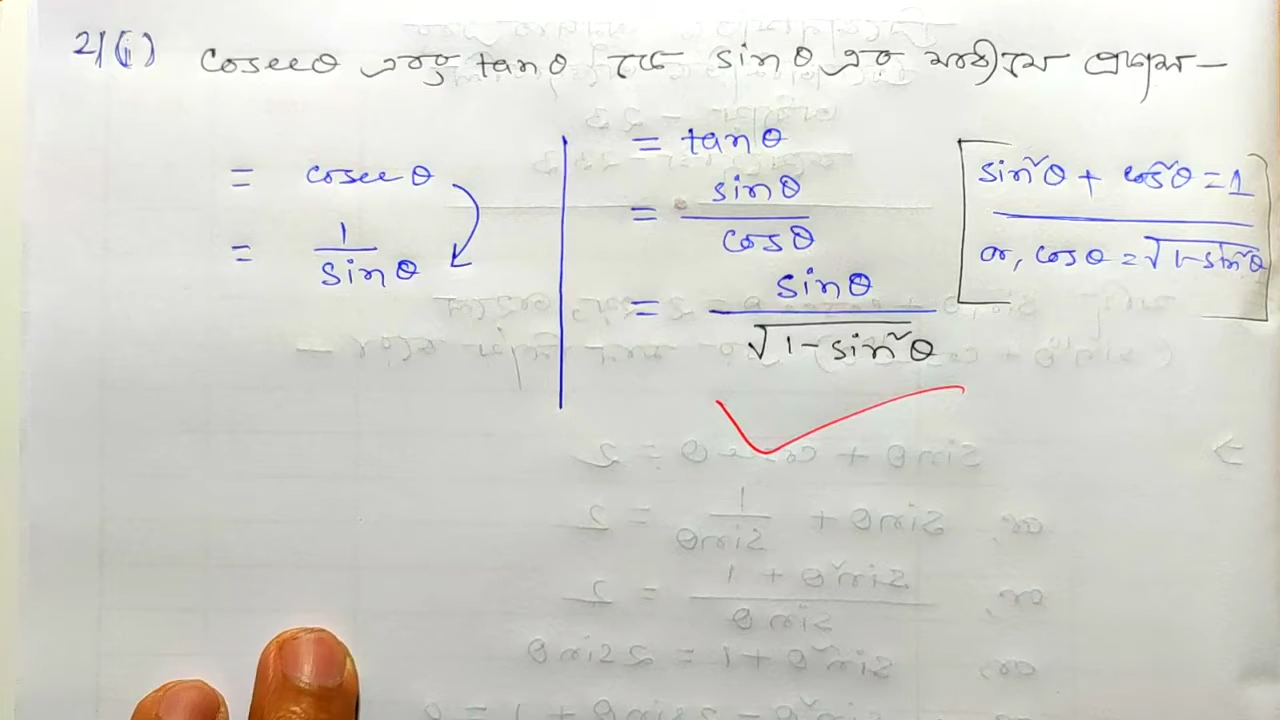 2/(i) cosecθ এবং tanθ কে sinθ এর মাধ্যমে প্রকাশ—
= cosecθ
= 1/sinθ
= tanθ
= sinθ/cosθ
= sinθ/√1-sin²θ
sin²θ + cos²θ = 1
or, cosθ = √1-sin²θ